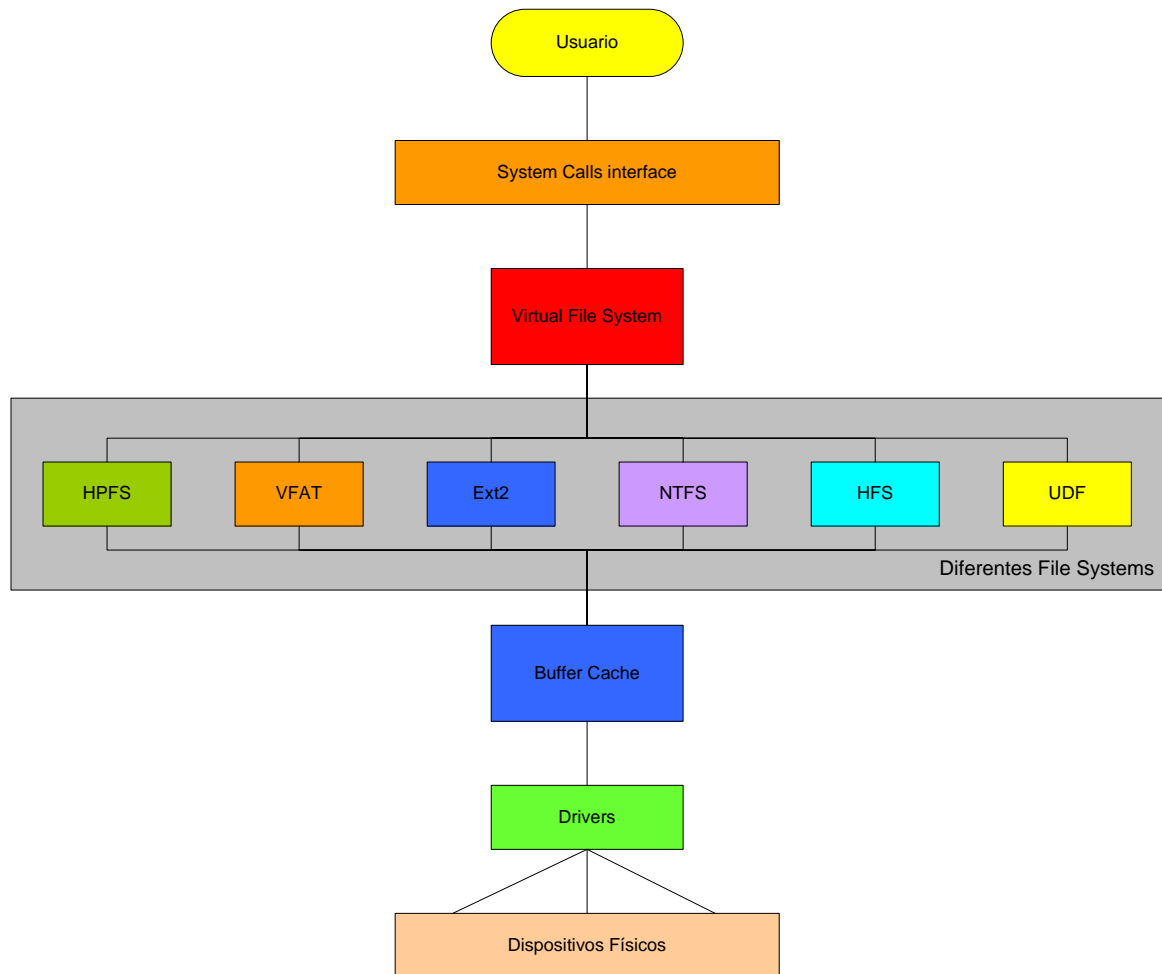 Usuario
System Calls interface
Virtual File System
HPFS
VFAT
Ext2
NTFS
HFS
UDF
Diferentes File Systems
Buffer Cache
Drivers
Dispositivos Físicos